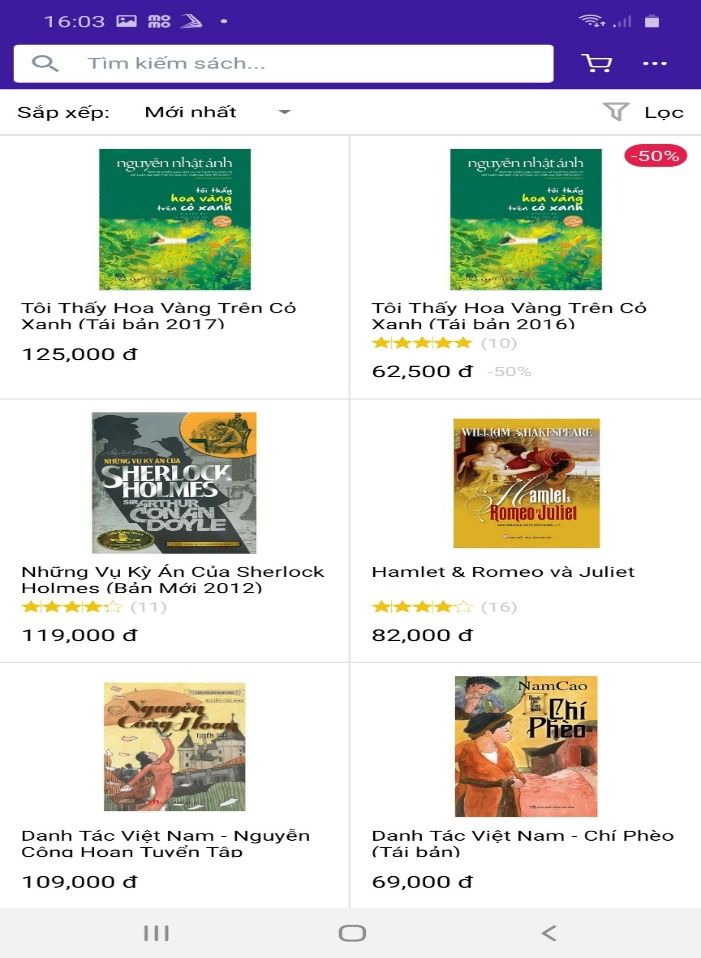 16:03
Tìm kiếm sách...
Sắp xếp: Mới nhất
Lọc
nguyễn nhật ánh
tôi thấy
hoa vàng
trên cỏ xanh
Tôi Thấy Hoa Vàng Trên Cỏ
Xanh (Tái bản 2017)
125,000 đ
-50%
nguyễn nhật ánh
tôi thấy
hoa vàng
trên cỏ xanh
Tôi Thấy Hoa Vàng Trên Cỏ
Xanh (Tái bản 2016)
(10)
62,500 đ -50%
NHỮNG VỤ KỲ ÁN CỦA
SHERLOCK
HOLMES
SIR ARTHUR
CONAN
DOYLE
Những Vụ Kỳ Án Của Sherlock
Holmes (Bản Mới 2012)
(11)
119,000 đ
WILLIAM SHAKESPEARE
Hamlet &
Romeo & Juliet
Hamlet & Romeo và Juliet
(16)
82,000 đ
Nguyễn
Công Hoan
TUYỂN TẬP
Danh Tác Việt Nam - Nguyễn
Công Hoan Tuyển Tập
109,000 đ
Nam Cao
Chí
Phèo
Danh Tác Việt Nam - Chí Phèo
(Tái bản)
69,000 đ